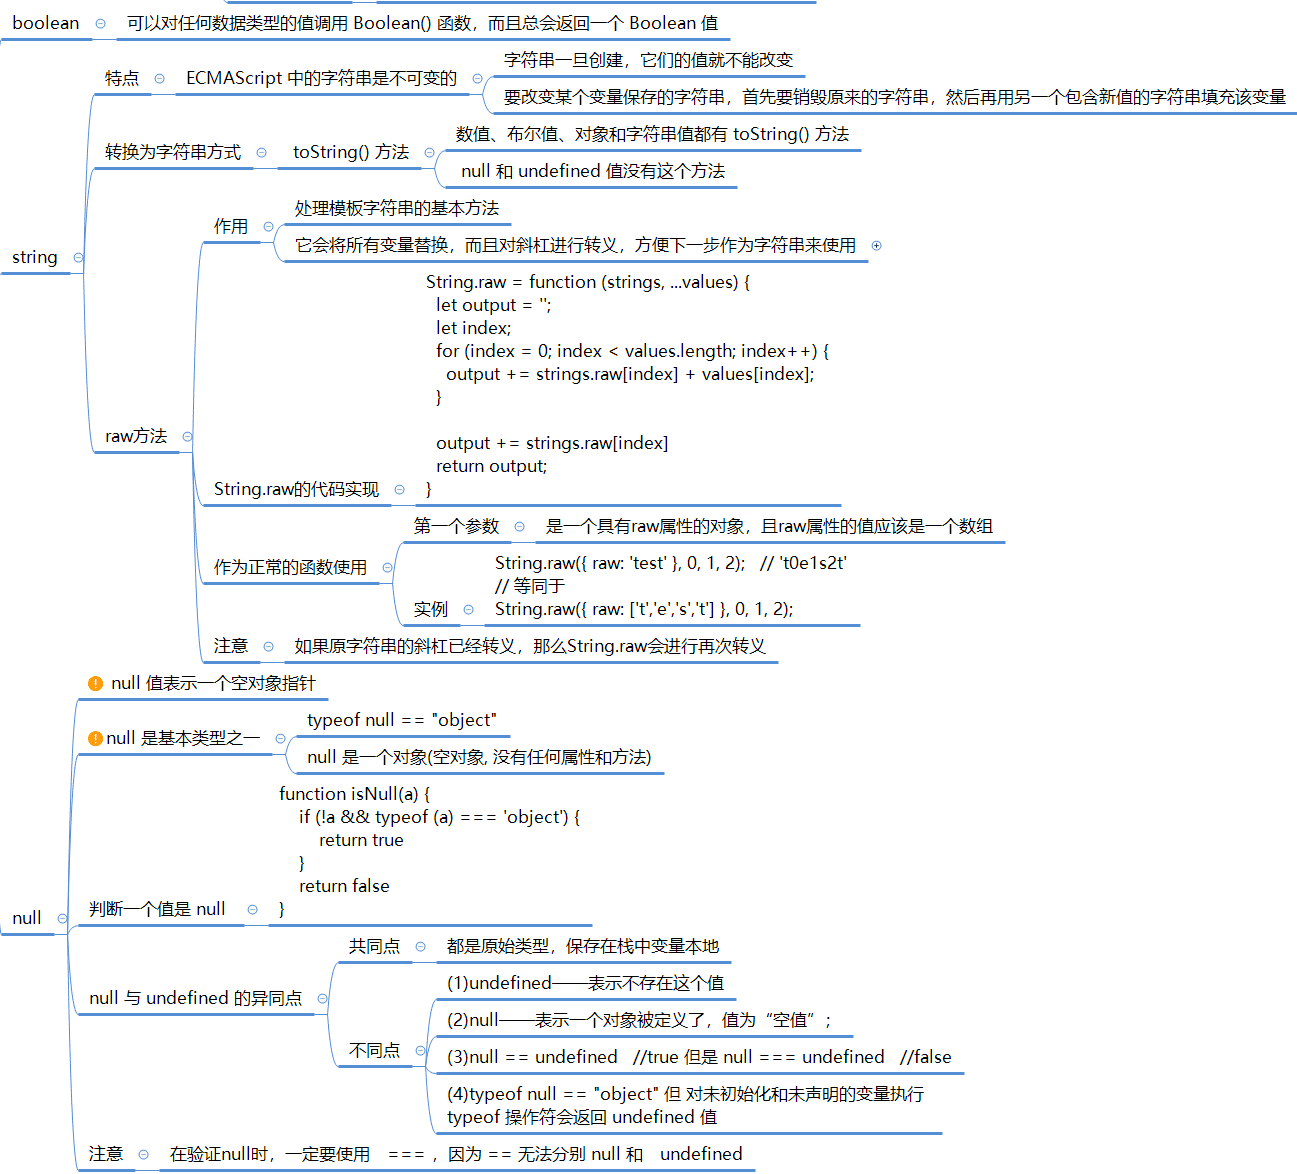 boolean
可以对任何数据类型的值调用 Boolean() 函数，而且总会返回一个 Boolean 值
string
特点
ECMAScript 中的字符串是不可变的
字符串一旦创建，它们的值就不能改变
要改变某个变量保存的字符串，首先要销毁原来的字符串，然后再用另一个包含新值的字符串填充该变量
转换为字符串方式
toString() 方法
数值、布尔值、对象和字符串值都有 toString() 方法
null 和 undefined 值没有这个方法
raw方法
作用
处理模板字符串的基本方法
它会将所有变量替换，而且对斜杠进行转义，方便下一步作为字符串来使用
String.raw的代码实现
String.raw = function (strings, ...values) {
let output = '';
let index;
for (index = 0; index < values.length; index++) {
output += strings.raw[index] + values[index];
}
output += strings.raw[index]
return output;
}
作为正常的函数使用
第一个参数
是一个具有raw属性的对象，且raw属性的值应该是一个数组
实例
String.raw({ raw: 'test' }, 0, 1, 2); // 't0e1s2t'
// 等同于
String.raw({ raw: ['t','e','s','t'] }, 0, 1, 2);
注意
如果原字符串的斜杠已经转义，那么String.raw会进行再次转义
null
null 值表示一个空对象指针
null 是基本类型之一
typeof null == "object"
null 是一个对象(空对象, 没有任何属性和方法)
判断一个值是 null
function isNull(a) {
if (!a && typeof (a) === 'object') {
return true
}
return false
}
null 与 undefined 的异同点
共同点
都是原始类型，保存在栈中变量本地
不同点
(1)undefined——表示不存在这个值
(2)null——表示一个对象被定义了，值为“空值”；
(3)null == undefined //true 但是 null === undefined //false
(4)typeof null == "object" 但 对未初始化和未声明的变量执行
typeof 操作符会返回 undefined 值
注意
在验证null时，一定要使用 === ，因为 == 无法分别 null 和 undefined